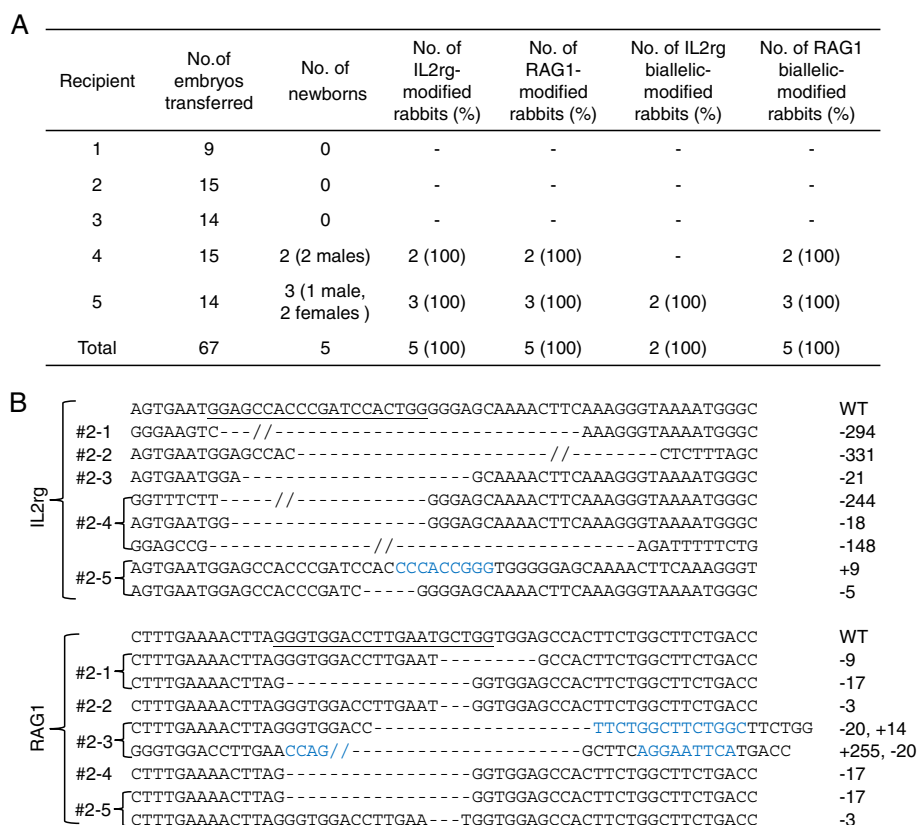 A
Recipient
No.of embryos transferred
No. of newborns
No. of IL2rg-modified rabbits (%)
No. of RAG1-modified rabbits (%)
No. of IL2rg biallelic-modified rabbits (%)
No. of RAG1 biallelic-modified rabbits (%)
1 9 0 - - - -
2 15 0 - - - -
3 14 0 - - - -
4 15 2 (2 males) 2 (100) 2 (100) - 2 (100)
5 14 3 (1 male, 2 females ) 3 (100) 3 (100) 2 (100) 3 (100)
Total 67 5 5 (100) 5 (100) 2 (100) 5 (100)
B
IL2rg
AGTGAATGGAGCCACCCGATCCACTGGGGGAGCAAAACTTCAAAGGGTAAAATGGGC WT
#2-1 GGGAAGTC---//----------------------------AAAGGGTAAAATGGGC -294
#2-2 AGTGAATGGAGCCAC-----------------------//--------CTCTTTAGC -331
#2-3 AGTGAATGGA---------------------GCAAAACTTCAAAGGGTAAAATGGGC -21
#2-4
GGTTTCTT-----//------------GGGAGCAAAACTTCAAAGGGTAAAATGGGC -244
AGTGAATGG------------------GGGAGCAAAACTTCAAAGGGTAAAATGGGC -18
GGAGCCG---------------//----------------------AGATTTTTCTG -148
#2-5
AGTGAATGGAGCCACCCGATCCACCCCACCGGGTGGGGGAGCAAAACTTCAAAGGGT +9
AGTGAATGGAGCCACCCGATC-----GGGGAGCAAAACTTCAAAGGGTAAAATGGGC -5
RAG1
CTTTGAAAACTTAGGGTGGACCTTGAATGCTGGTGGAGCCACTTCTGGCTTCTGACC WT
#2-1
CTTTGAAAACTTAGGGTGGACCTTGAAT---------GCCACTTCTGGCTTCTGACC -9
CTTTGAAAACTTAG-----------------GGTGGAGCCACTTCTGGCTTCTGACC -17
#2-2 CTTTGAAAACTTAGGGTGGACCTTGAAT---GGTGGAGCCACTTCTGGCTTCTGACC -3
#2-3
CTTTGAAAACTTAGGGTGGACC--------------------TTCTGGCTTCTGGCTTCTGG -20, +14
GGGTGGACCTTGAACCAG//---------------------GCTTCAGGAATTCATGACC +255, -20
#2-4 CTTTGAAAACTTAG-----------------GGTGGAGCCACTTCTGGCTTCTGACC -17
#2-5
CTTTGAAAACTTAG-----------------GGTGGAGCCACTTCTGGCTTCTGACC -17
CTTTGAAAACTTAGGGTGGACCTTGAA---TGGTGGAGCCACTTCTGGCTTCTGACC -3